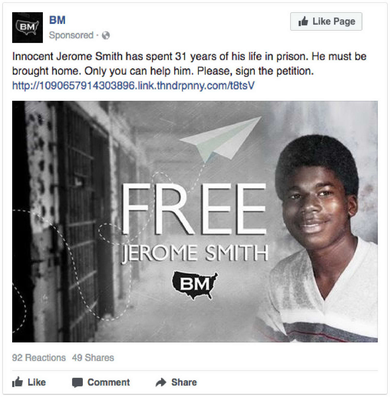 BM
BM
Sponsored ·
Like Page
Innocent Jerome Smith has spent 31 years of his life in prison. He must be
brought home. Only you can help him. Please, sign the petition.
http://1090657914303896.link.thndrpnny.com/t8tsV
FREE
JEROME SMITH
BM
92 Reactions 49 Shares
Like Comment Share